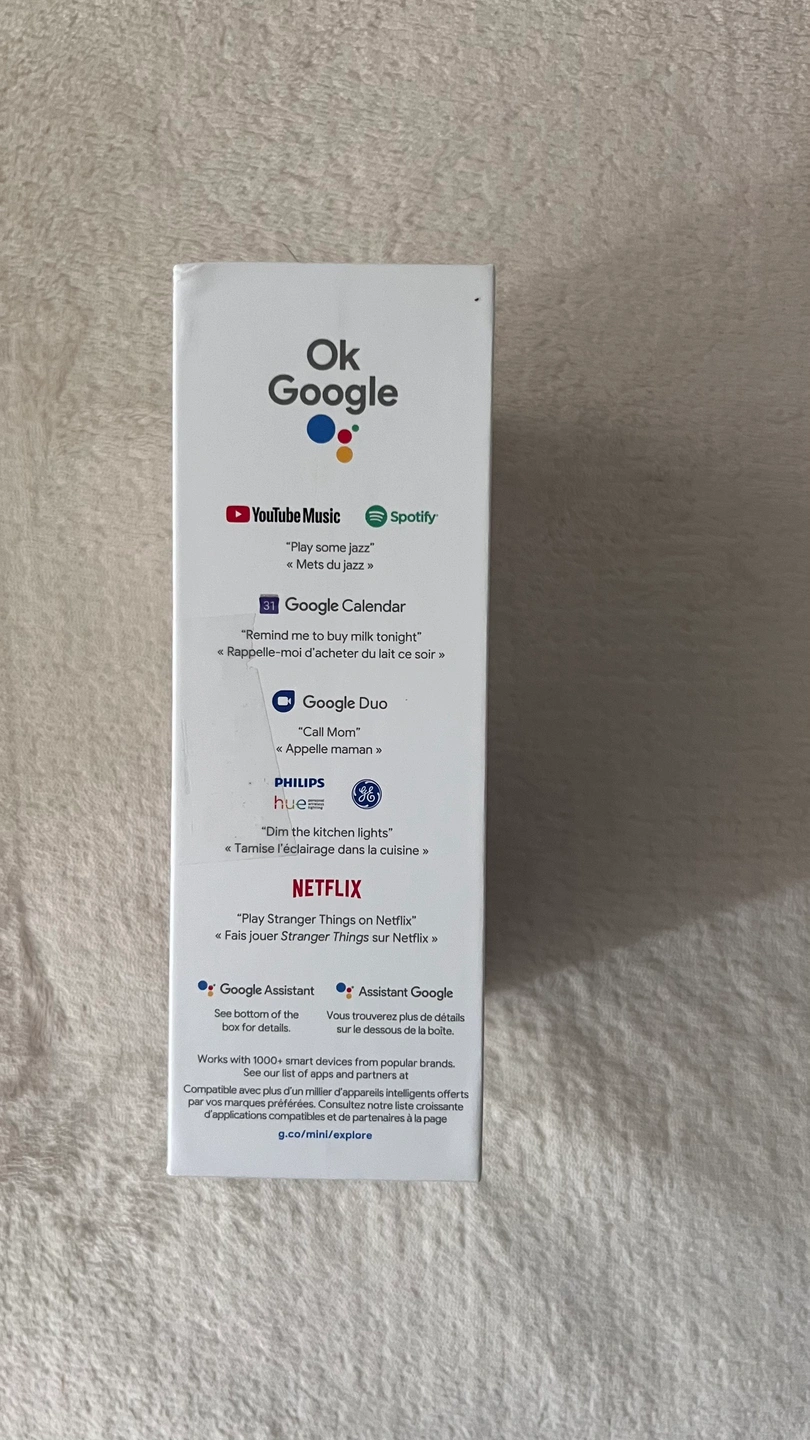 Ok
Google
YouTube Music Spotify
“Play some jazz”
« Mets du jazz »
31 Google Calendar
“Remind me to buy milk tonight”
« Rappelle-moi d’acheter du lait ce soir »
Google Duo
“Call Mom”
« Appelle maman »
PHILIPS
hue GE
“Dim the kitchen lights”
« Tamise l’éclairage dans la cuisine »
NETFLIX
“Play Stranger Things on Netflix”
« Fais jouer Stranger Things sur Netflix »
Google Assistant Assistant Google
See bottom of the Vous trouverez plus de détails
box for details. sur le dessous de la boîte.
Works with 1000+ smart devices from popular brands.
See our list of apps and partners at
Compatible avec plus d’un millier d’appareils intelligents offerts
par vos marques préférées. Consultez notre liste croissante
d’applications compatibles et de partenaires à la page
g.co/mini/explore